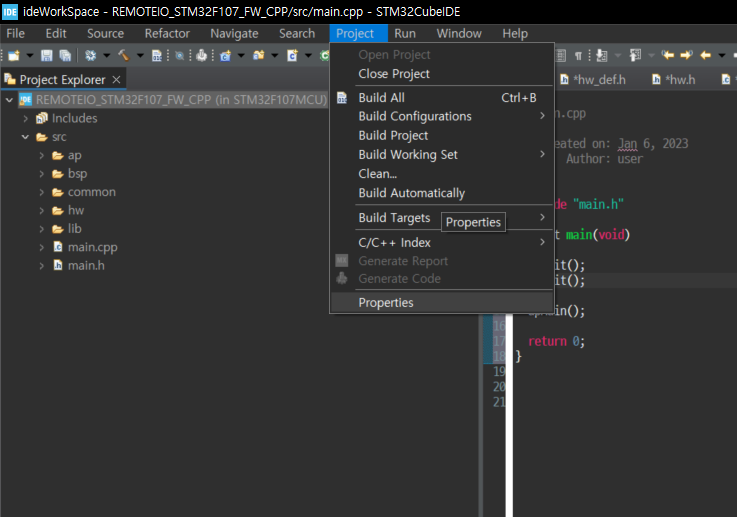 IDE ideWorkSpace - REMOTEIO_STM32F107_FW_CPP/src/main.cpp - STM32CubeIDE
File Edit Source Refactor Navigate Search Project Run Window Help
Project Explorer
*hw_def.h
*hw.h
REMOTEIO_STM32F107_FW_CPP (in STM32F107MCU)
Includes
src
ap
bsp
common
hw
lib
main.cpp
main.h
Open Project
Close Project
Build All Ctrl+B
Build Configurations
Build Project
Build Working Set
Clean...
Build Automatically
Build Targets
Properties
C/C++ Index
Generate Report
Generate Code
Properties
.cpp
eated on: Jan 6, 2023
Author: user
de "main.h"
t main(void)
it();
it();
in();
16
17 return 0;
18 }
19
20
21